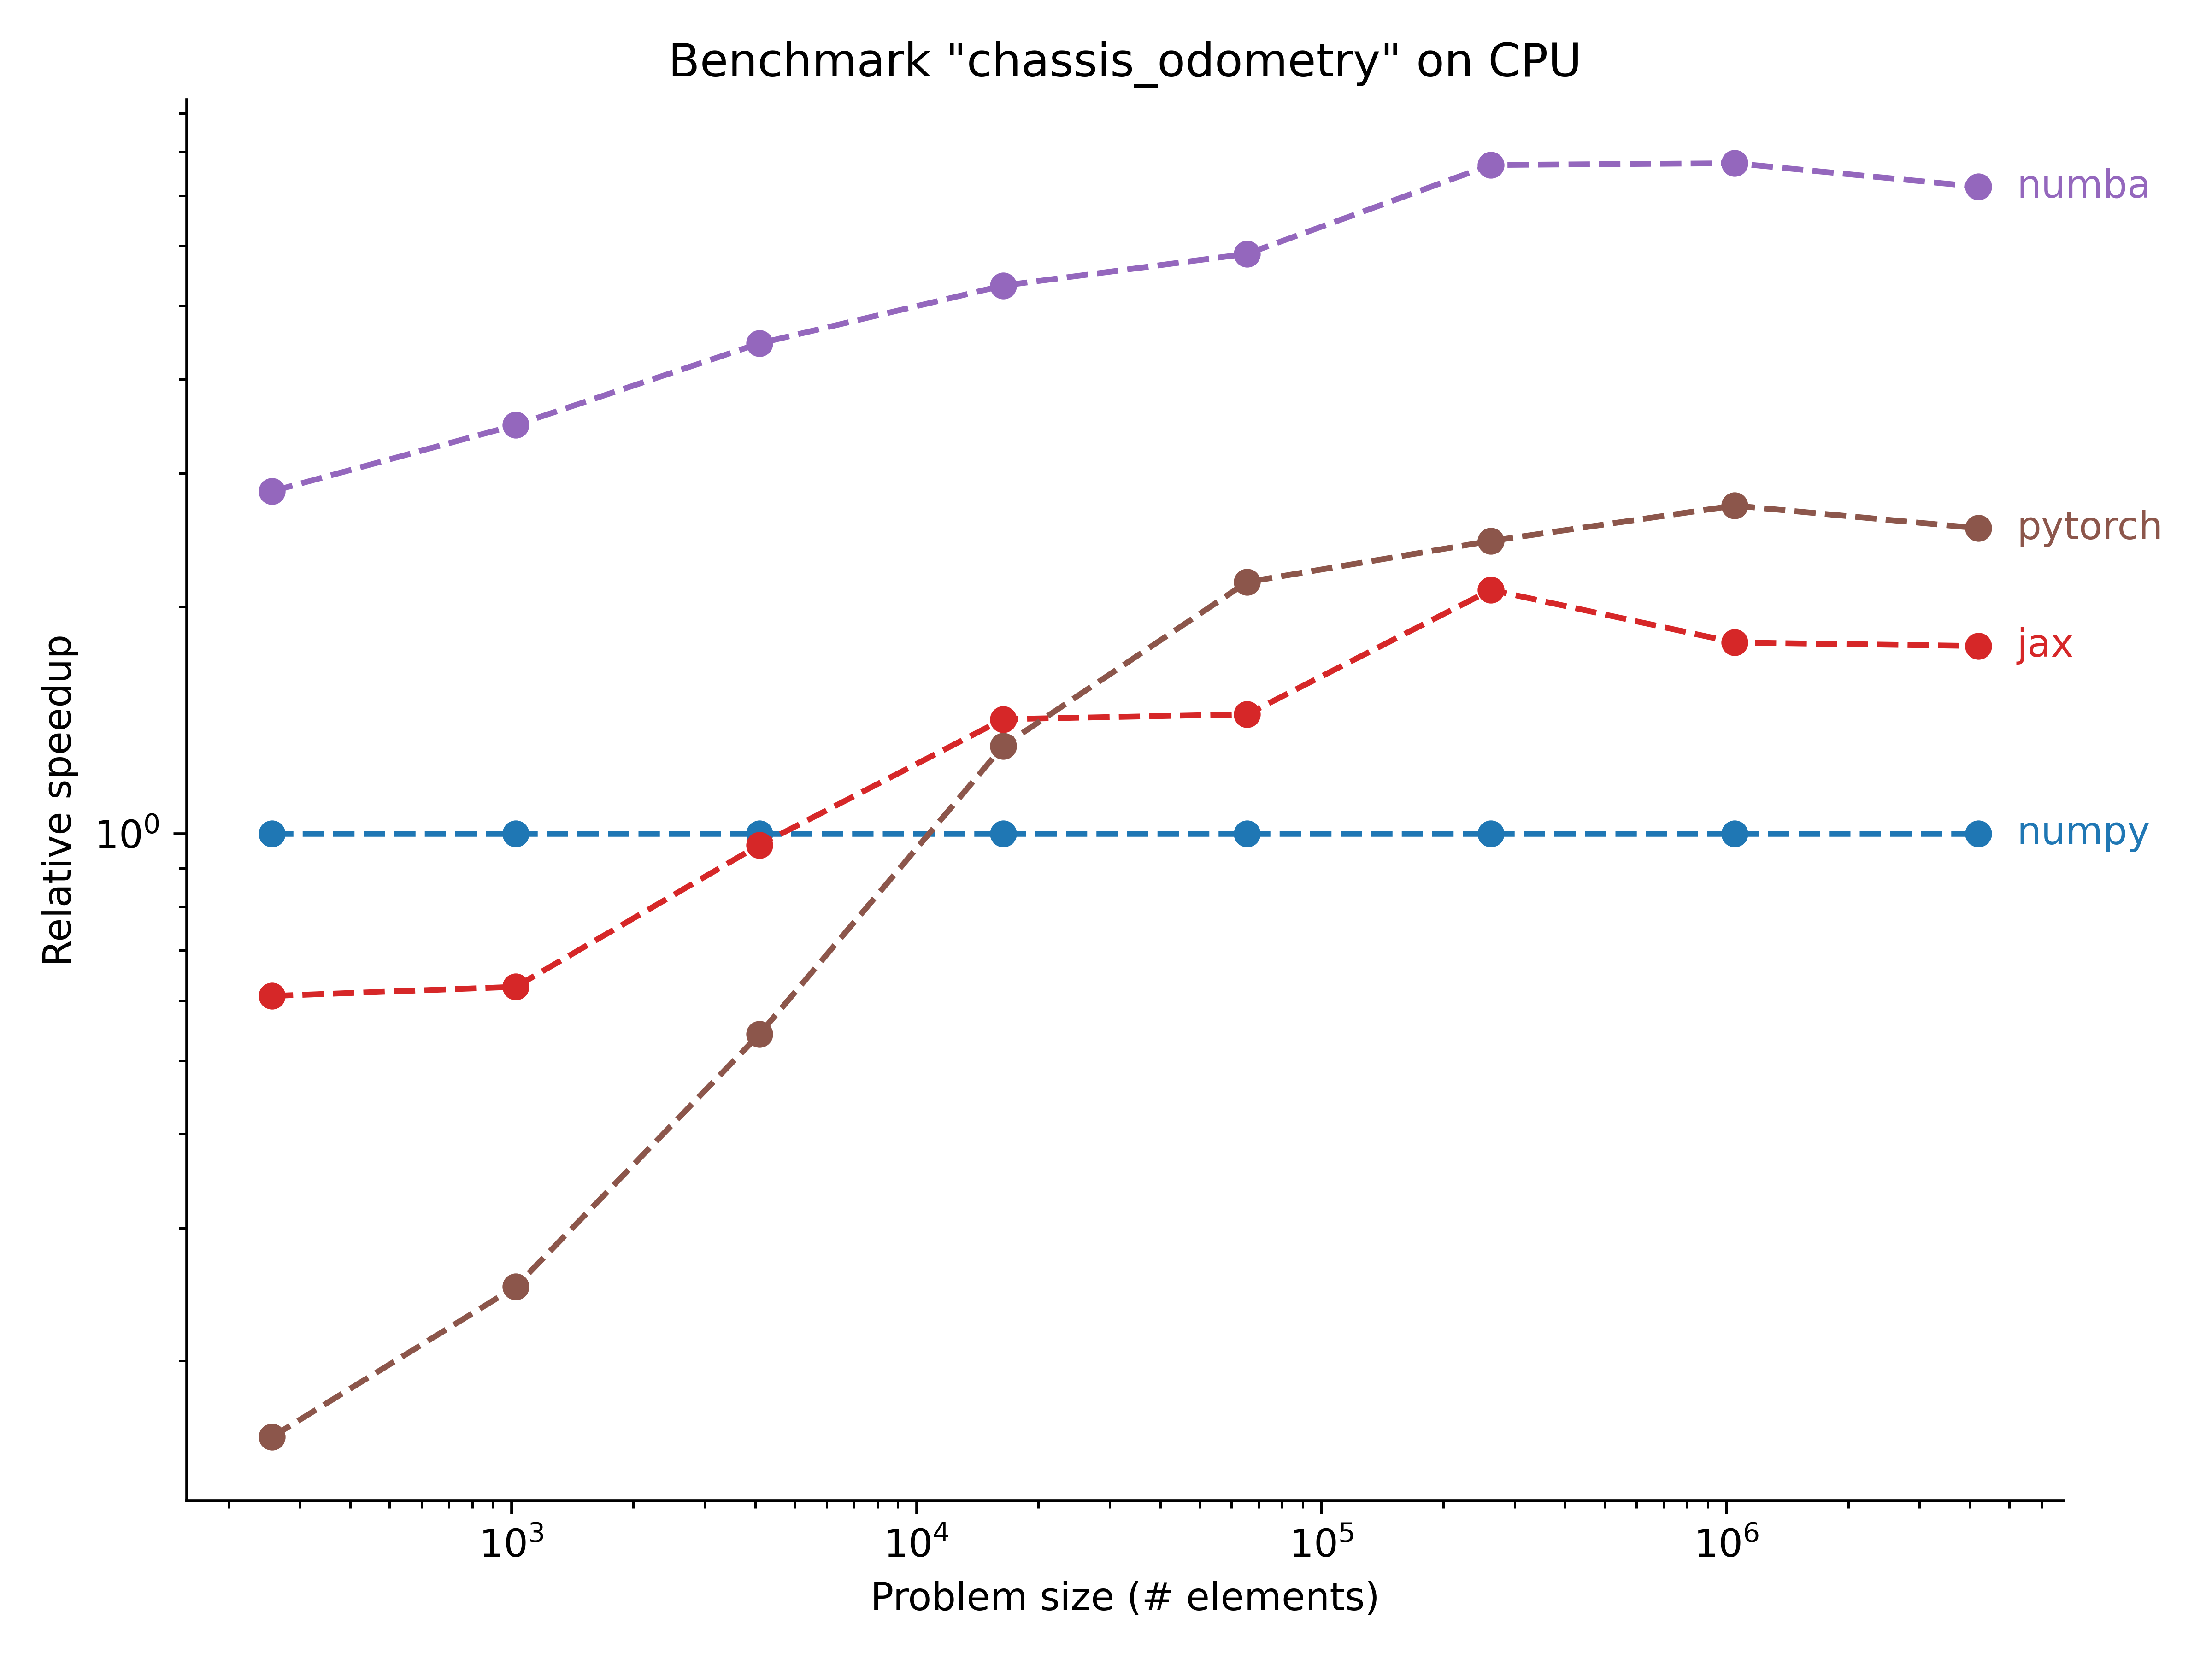 Benchmark "chassis_odometry" on CPU
numba
pytorch
jax
numpy
Relative speedup
10⁰
10³ 10⁴ 10⁵ 10⁶
Problem size (# elements)